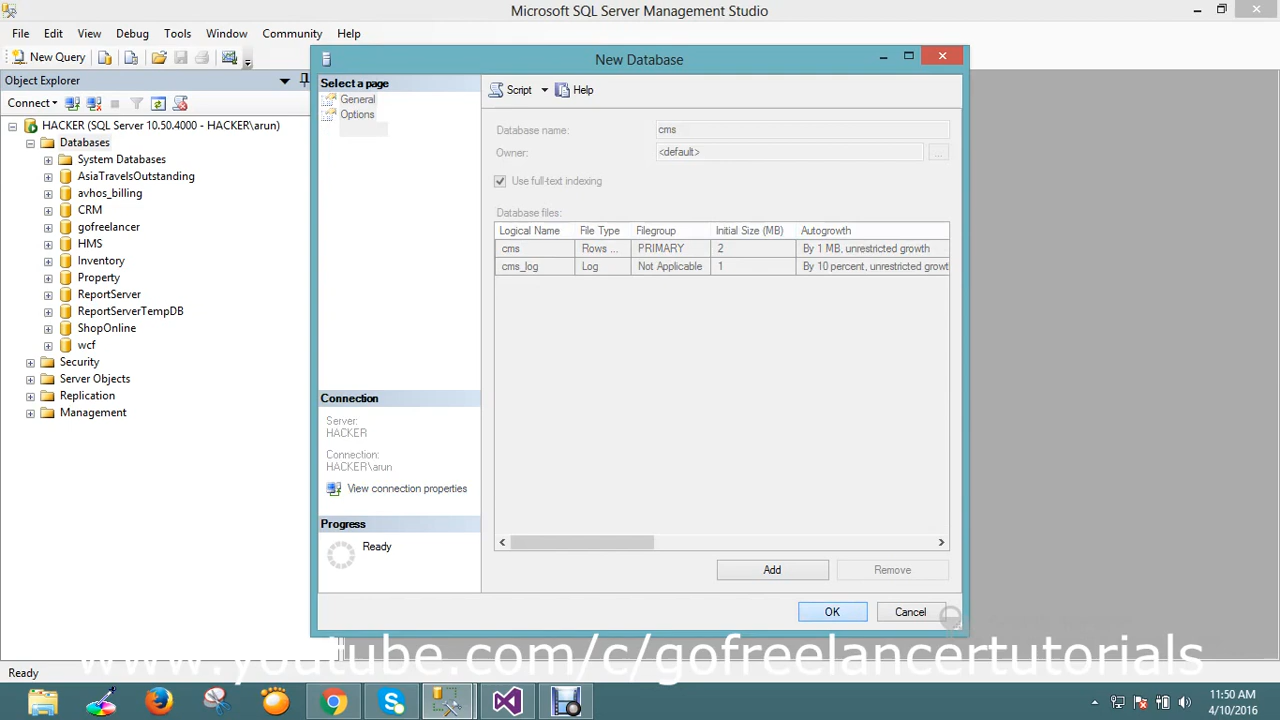 Microsoft SQL Server Management Studio
File Edit View Debug Tools Window Community Help
New Query
Object Explorer
Connect
HACKER (SQL Server 10.50.4000 - HACKER\arun)
Databases
System Databases
AsiaTravelsOutstanding
avhos_billing
CRM
gofreelancer
HMS
Inventory
Property
ReportServer
ReportServerTempDB
ShopOnline
wcf
Security
Server Objects
Replication
Management
New Database
Select a page
General
Options
Connection
Server:
HACKER
Connection:
HACKER\arun
View connection properties
Progress
Ready
Script Help
Database name: cms
Owner: <default> ...
Use full-text indexing
Database files:
Logical Name File Type Filegroup Initial Size (MB) Autogrowth
cms Rows ... PRIMARY 2 By 1 MB, unrestricted growth
cms_log Log Not Applicable 1 By 10 percent, unrestricted growt
Add Remove
OK Cancel
www.youtube.com/c/gofreelancertutorials
Ready
11:50 AM
4/10/2016